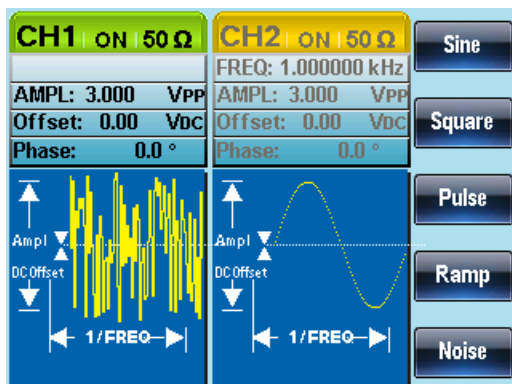 CH1 ON 50 Ω
AMPL: 3.000 VPP
Offset: 0.00 VDC
Phase: 0.0 °
Ampl
DC Offset
1/FREQ
CH2 ON 50 Ω
FREQ: 1.000000 kHz
AMPL: 3.000 VPP
Offset: 0.00 VDC
Phase: 0.0 °
Ampl
DC Offset
1/FREQ
Sine
Square
Pulse
Ramp
Noise